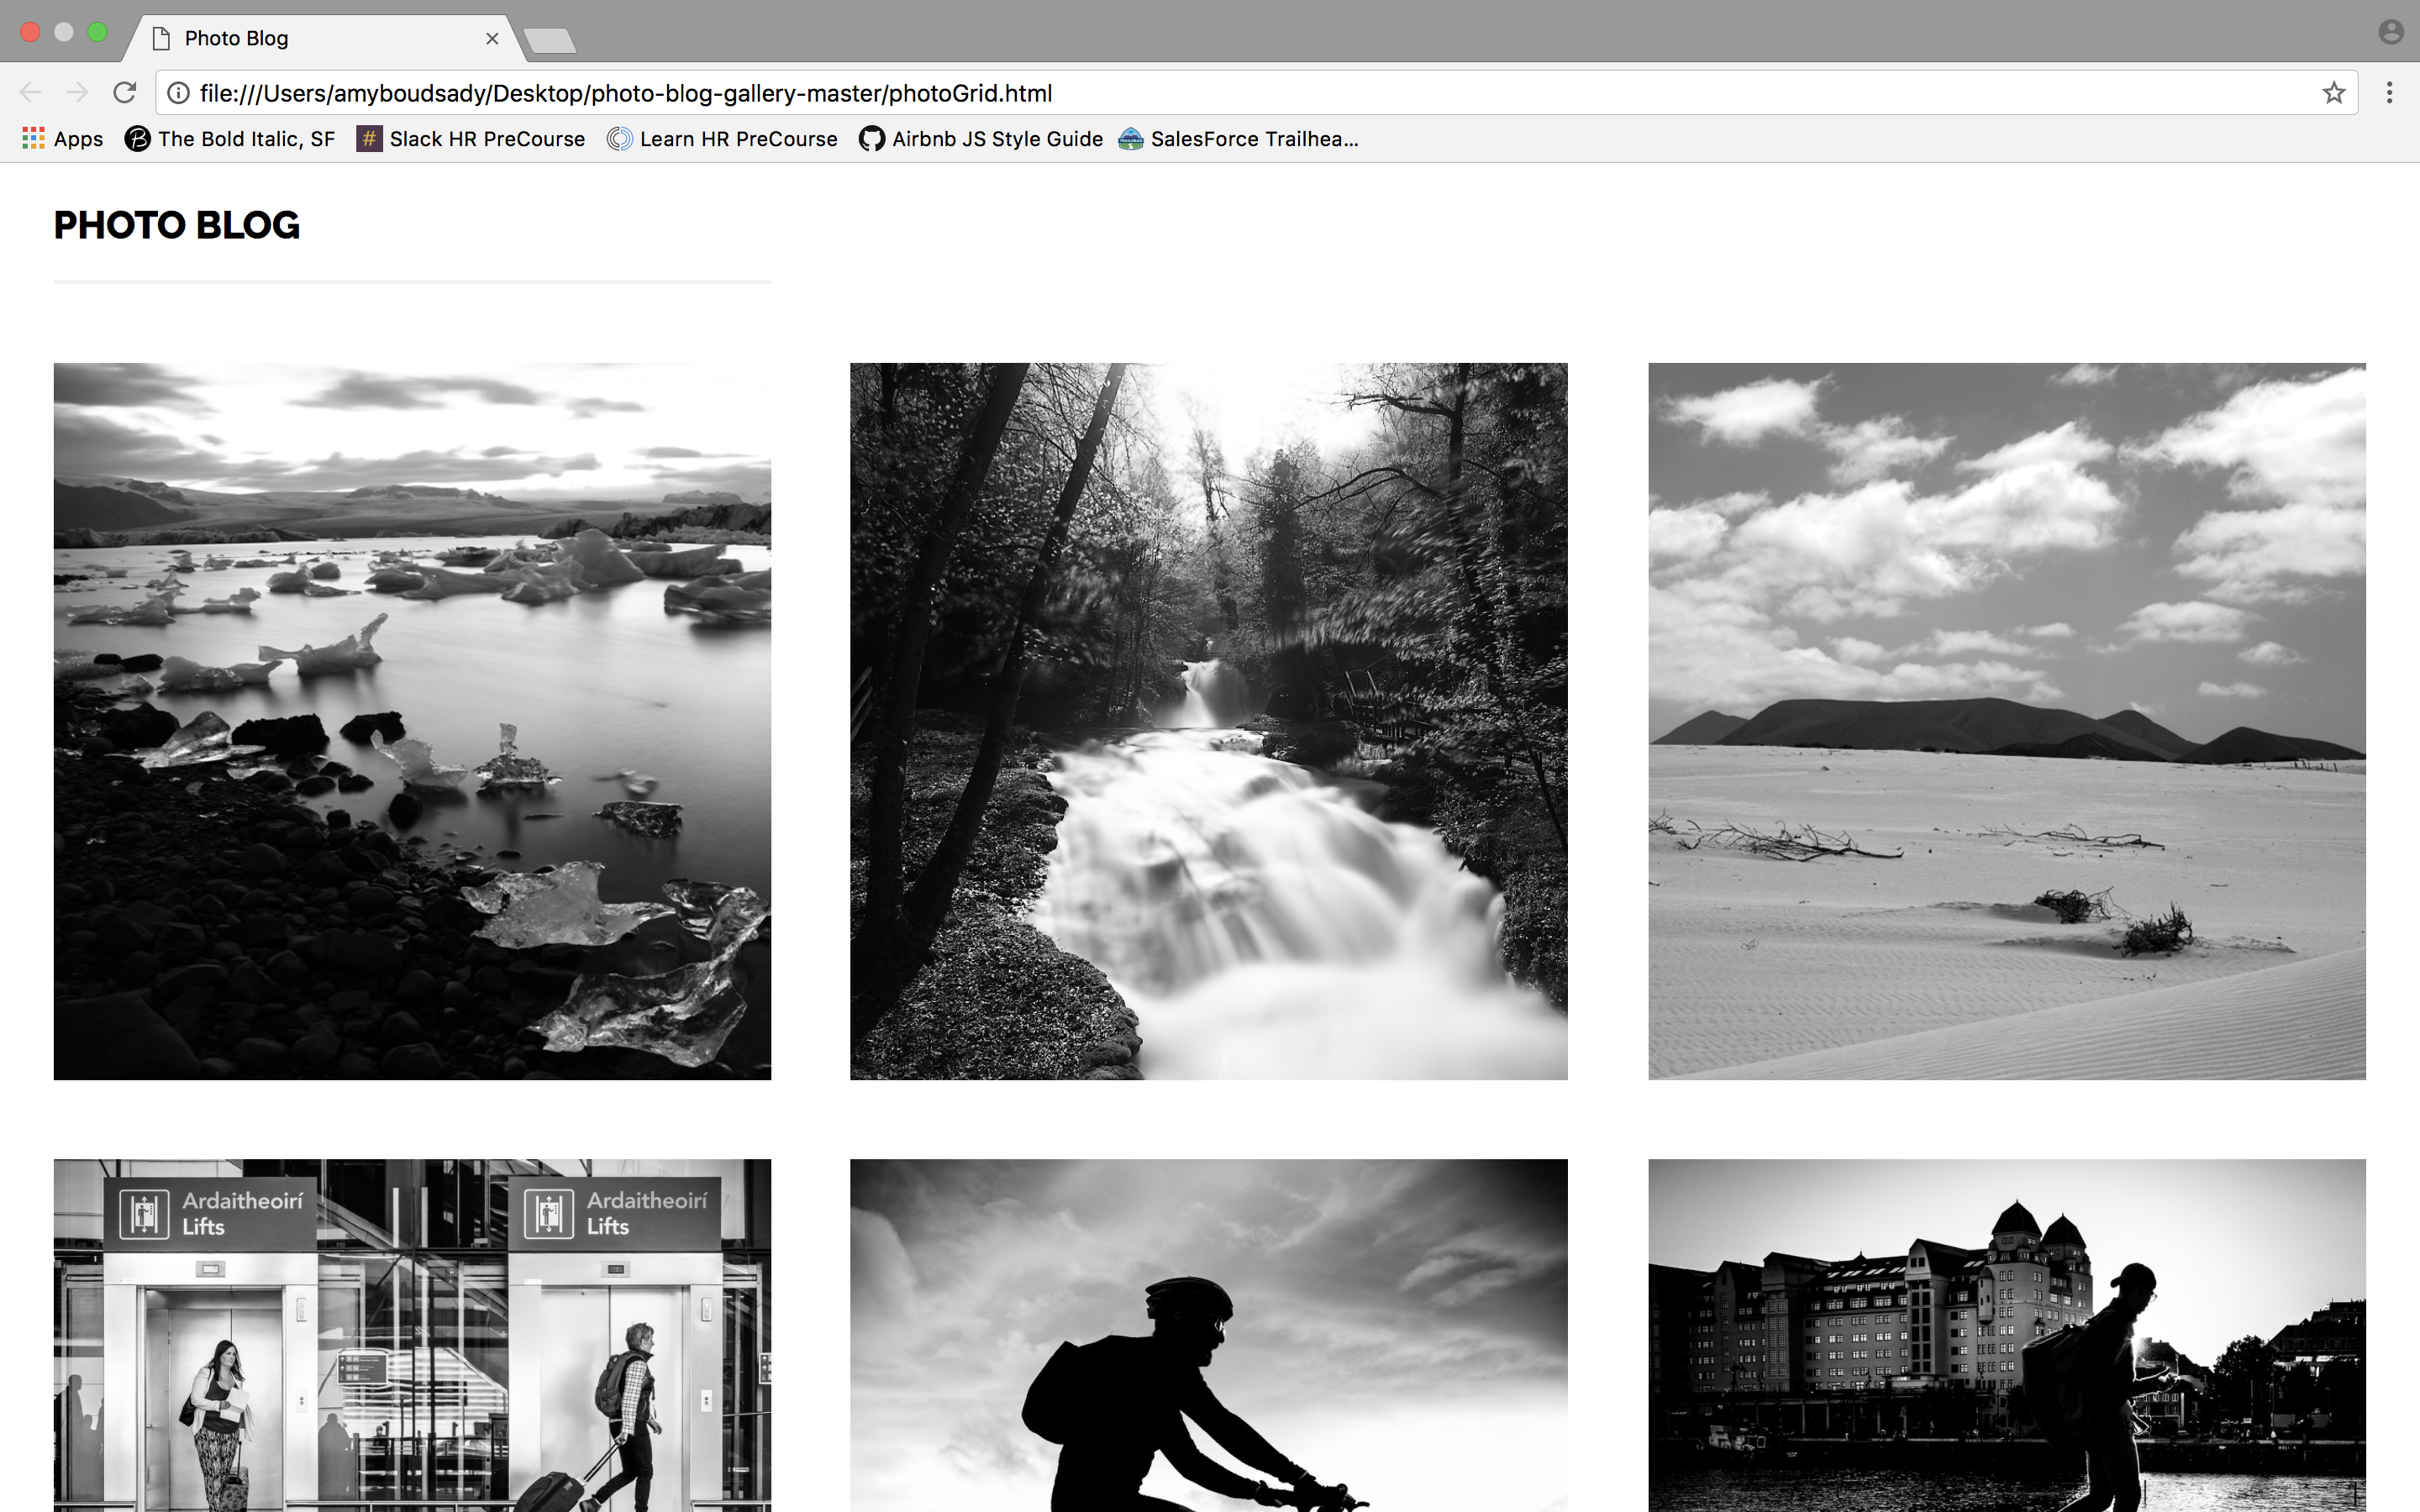 Photo Blog
file:///Users/amyboudsady/Desktop/photo-blog-gallery-master/photoGrid.html
Apps The Bold Italic, SF # Slack HR PreCourse Learn HR PreCourse Airbnb JS Style Guide SalesForce Trailhea...
PHOTO BLOG
Ardaitheoirí
Lifts
Ardaitheoirí
Lifts